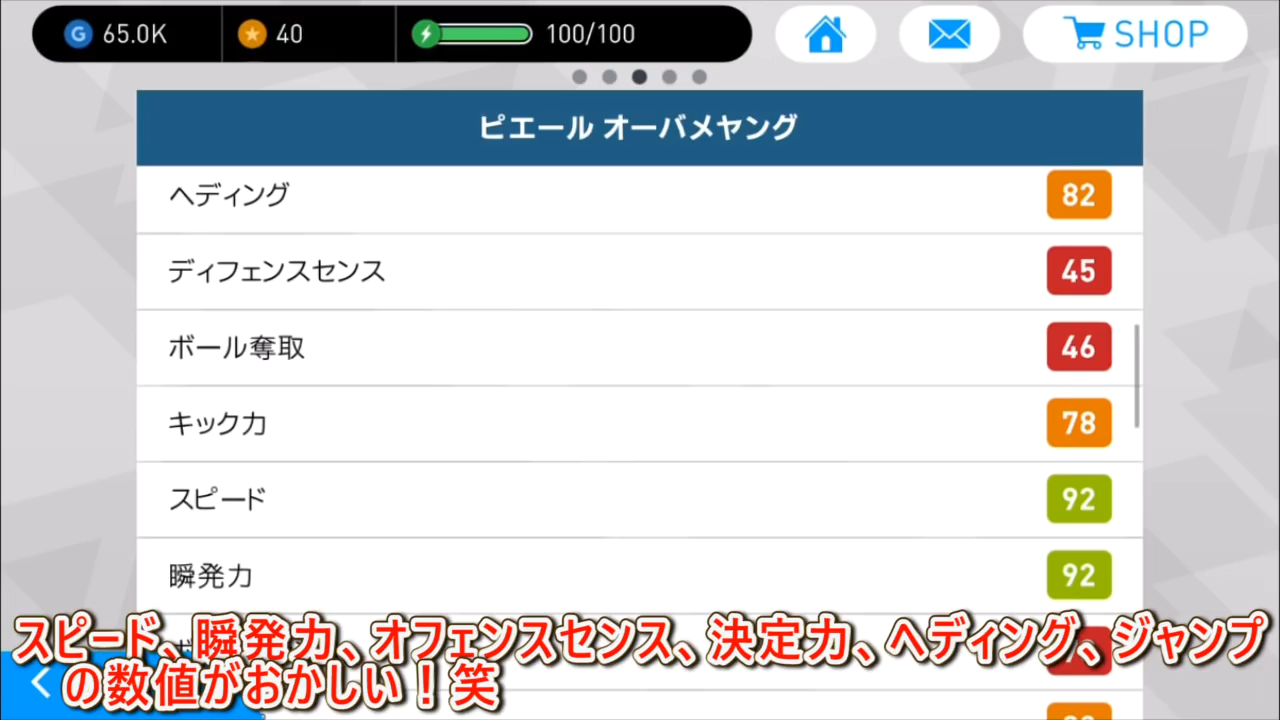 65.0K 40 100/100 SHOP
ピエール オーバメヤング
ヘディング 82
ディフェンスセンス 45
ボール奪取 46
キック力 78
スピード 92
瞬発力 92
スピード、瞬発力、オフェンスセンス、決定力、ヘディング、ジャンプ
の数値がおかしい！笑